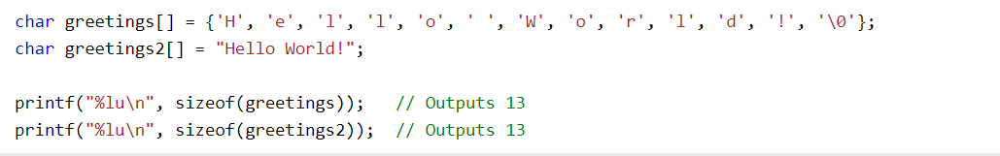 char greetings[] = {'H', 'e', 'l', 'l', 'o', ' ', 'W', 'o', 'r', 'l', 'd', '!', '\0'};
char greetings2[] = "Hello World!";
printf("%lu\n", sizeof(greetings));   // Outputs 13
printf("%lu\n", sizeof(greetings2));  // Outputs 13